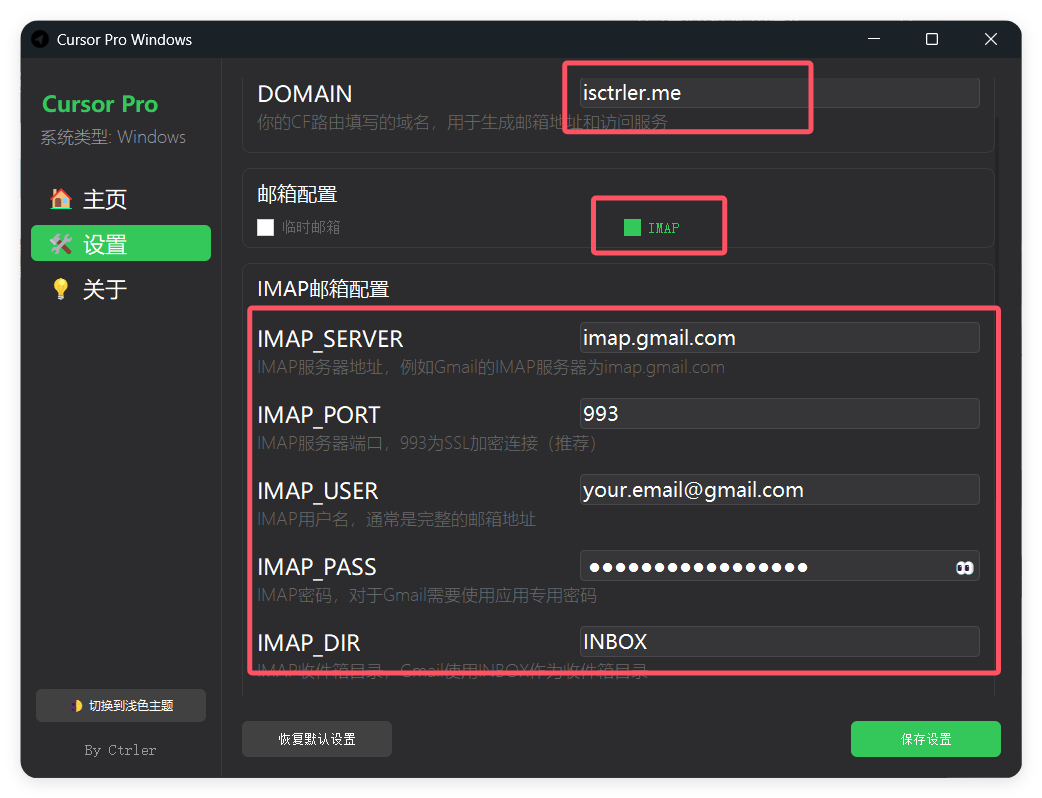 Cursor Pro Windows
Cursor Pro
系统类型: Windows
主页
设置
关于
切换到浅色主题
By Ctrler
DOMAIN
isctrler.me
你的CF路由填写的域名，用于生成邮箱地址和访问服务
邮箱配置
临时邮箱
IMAP
IMAP邮箱配置
IMAP_SERVER
imap.gmail.com
IMAP服务器地址，例如Gmail的IMAP服务器为imap.gmail.com
IMAP_PORT
993
IMAP服务器端口，993为SSL加密连接（推荐）
IMAP_USER
your.email@gmail.com
IMAP用户名，通常是完整的邮箱地址
IMAP_PASS
●●●●●●●●●●●●●●●●●
IMAP密码，对于Gmail需要使用应用专用密码
IMAP_DIR
INBOX
IMAP收件箱目录，Gmail使用INBOX作为收件箱目录
恢复默认设置
保存设置